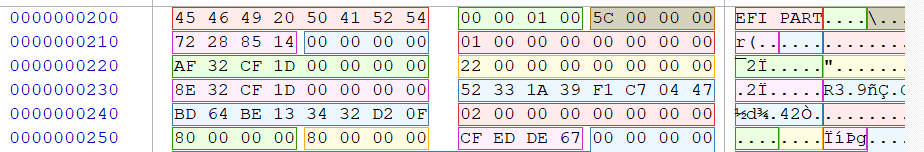 0000000200 45 46 49 20 50 41 52 54 00 00 01 00 5C 00 00 00 EFI PART....\...
0000000210 72 28 85 14 00 00 00 00 01 00 00 00 00 00 00 00 r(..............
0000000220 AF 32 CF 1D 00 00 00 00 22 00 00 00 00 00 00 00 ¯2Ï.....".......
0000000230 8E 32 CF 1D 00 00 00 00 52 33 1A 39 F1 C7 04 47 .2Ï.....R3.9ñÇ.G
0000000240 BD 64 BE 13 34 32 D2 0F 02 00 00 00 00 00 00 00 ½d¾.42Ò.........
0000000250 80 00 00 00 80 00 00 00 CF ED DE 67 00 00 00 00 ........ÏíÞg....